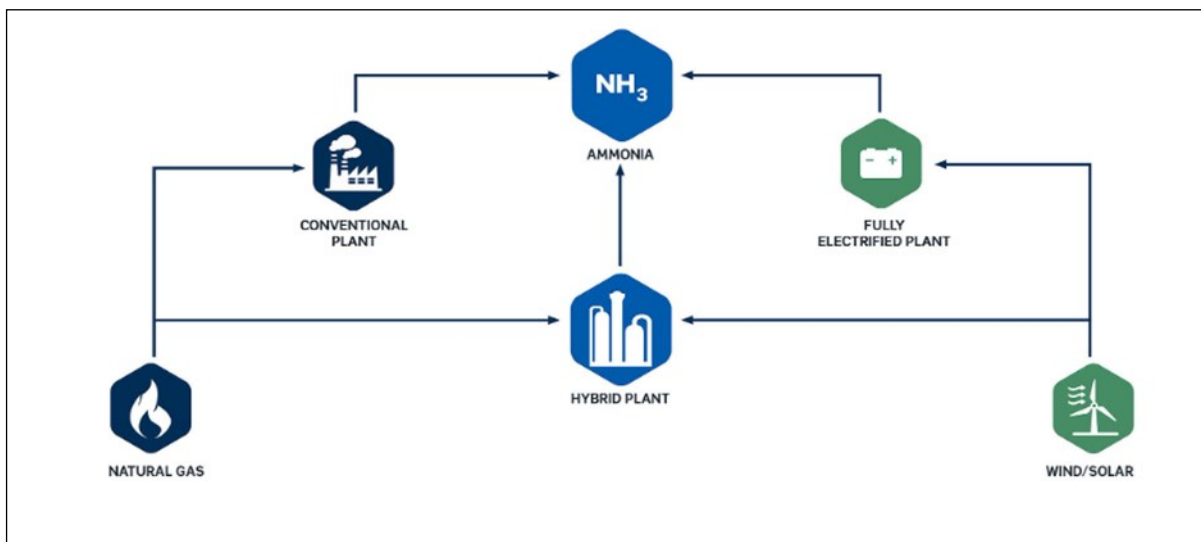 NH3
AMMONIA
CONVENTIONAL
PLANT
FULLY
ELECTRIFIED PLANT
HYBRID PLANT
NATURAL GAS
WIND/SOLAR